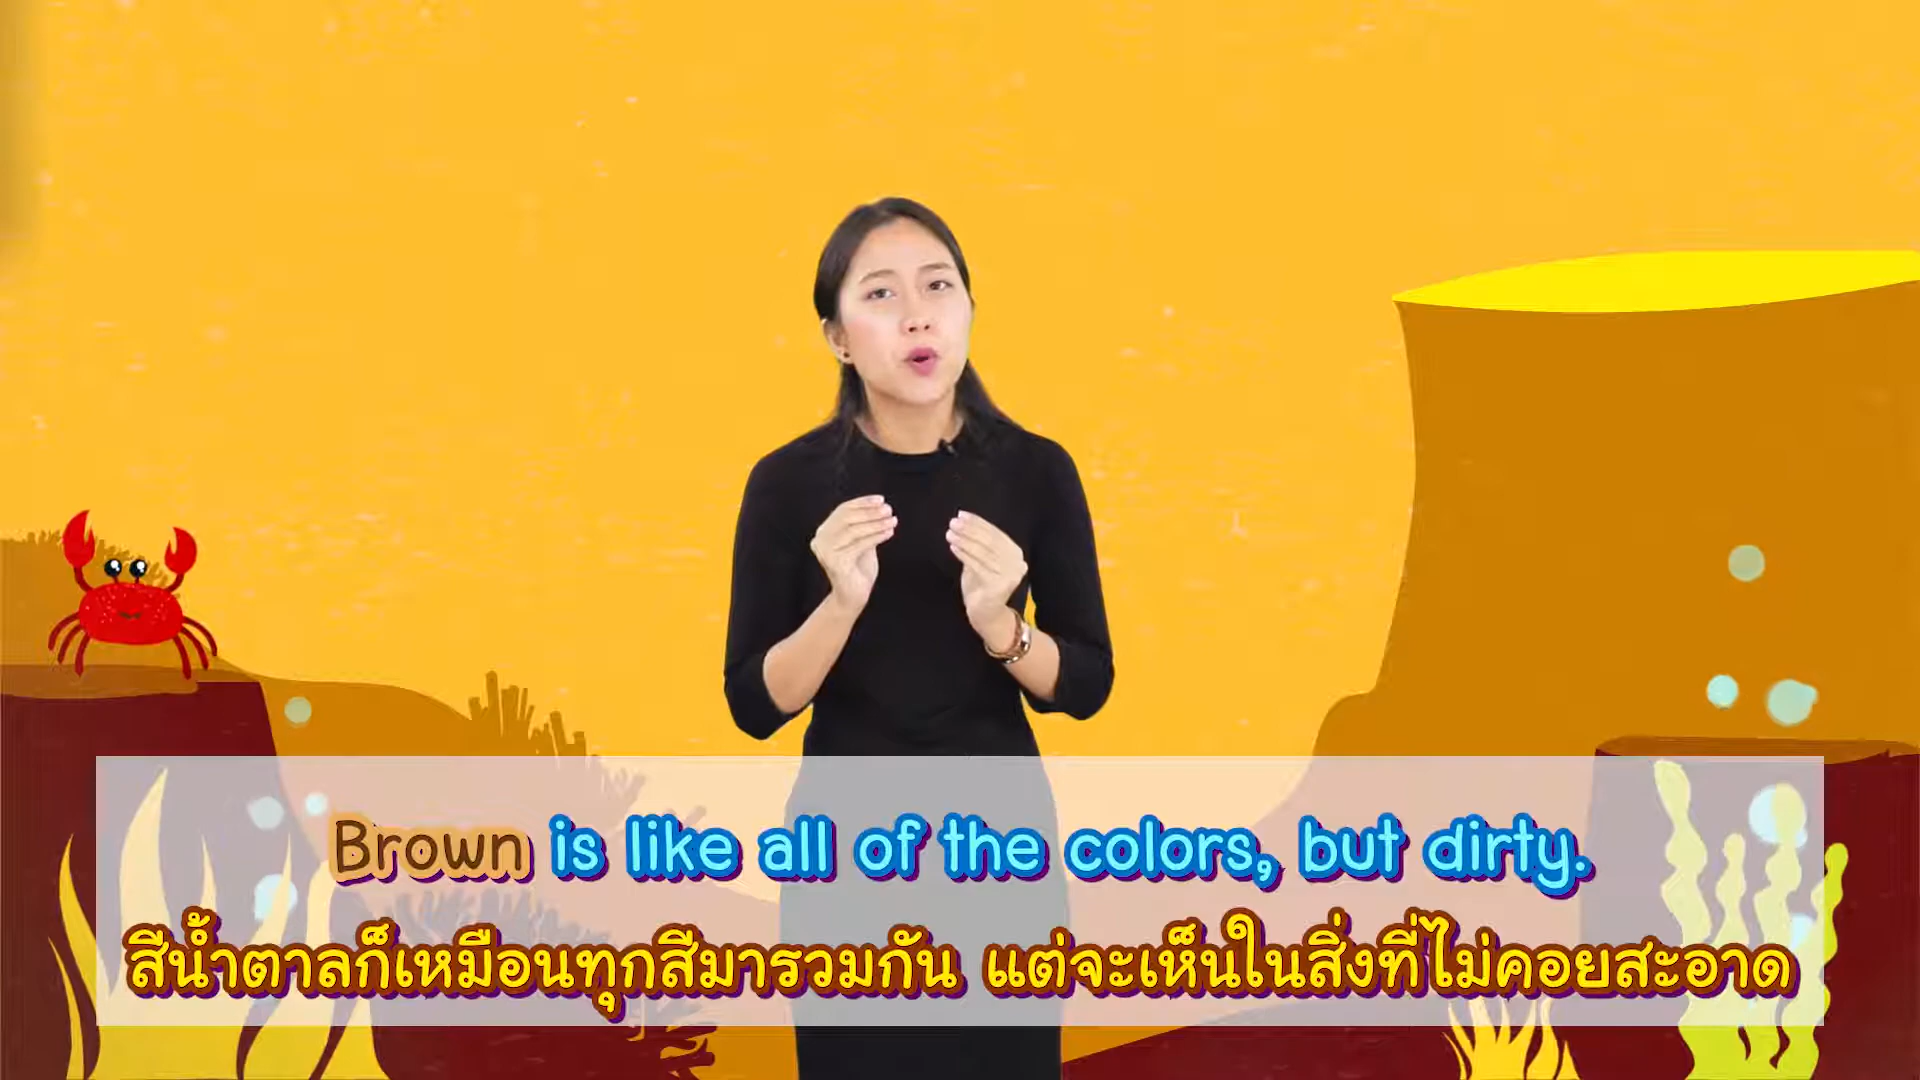 Brown is like all of the colors, but dirty.
สีน้ำตาลก็เหมือนทุกสีมารวมกัน แต่จะเห็นในสิ่งที่ไม่คอยสะอาด